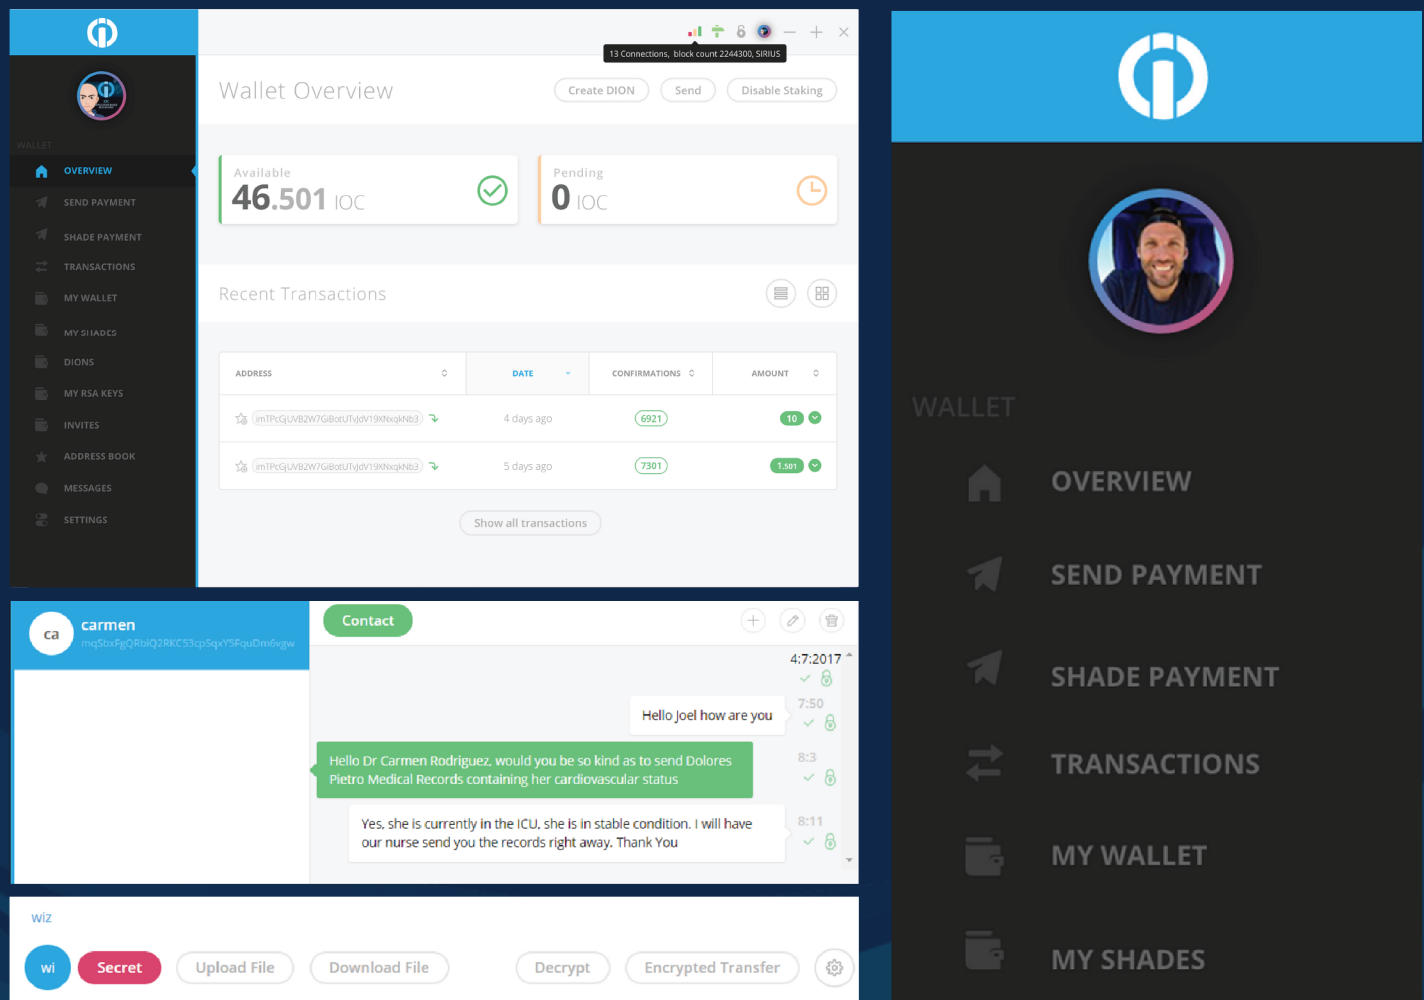 13 Connections, block count 2244300, SIRIUS
WALLET
OVERVIEW
SEND PAYMENT
SHADE PAYMENT
TRANSACTIONS
MY WALLET
MY SHADES
DIONS
MY RSA KEYS
INVITES
ADDRESS BOOK
MESSAGES
SETTINGS
Wallet Overview
Create DION
Send
Disable Staking
Available
46.501 IOC
Pending
0 IOC
Recent Transactions
ADDRESS DATE CONFIRMATIONS AMOUNT
imTPcGjUVB2W7GiBotUTvJdV19XNxqkNb3 4 days ago 6921 10
imTPcGjUVB2W7GiBotUTvJdV19XNxqkNb3 5 days ago 7301 1.501
Show all transactions
ca
carmen
mqSbxFgQRbiQ2RKC53cpSqxY5FquDm6vgw
Contact
4:7:2017
7:50
Hello Joel how are you
8:3
Hello Dr Carmen Rodriguez, would you be so kind as to send Dolores
Pietro Medical Records containing her cardiovascular status
8:11
Yes, she is currently in the ICU, she is in stable condition. I will have
our nurse send you the records right away. Thank You
wiz
wi
Secret
Upload File
Download File
Decrypt
Encrypted Transfer
WALLET
OVERVIEW
SEND PAYMENT
SHADE PAYMENT
TRANSACTIONS
MY WALLET
MY SHADES